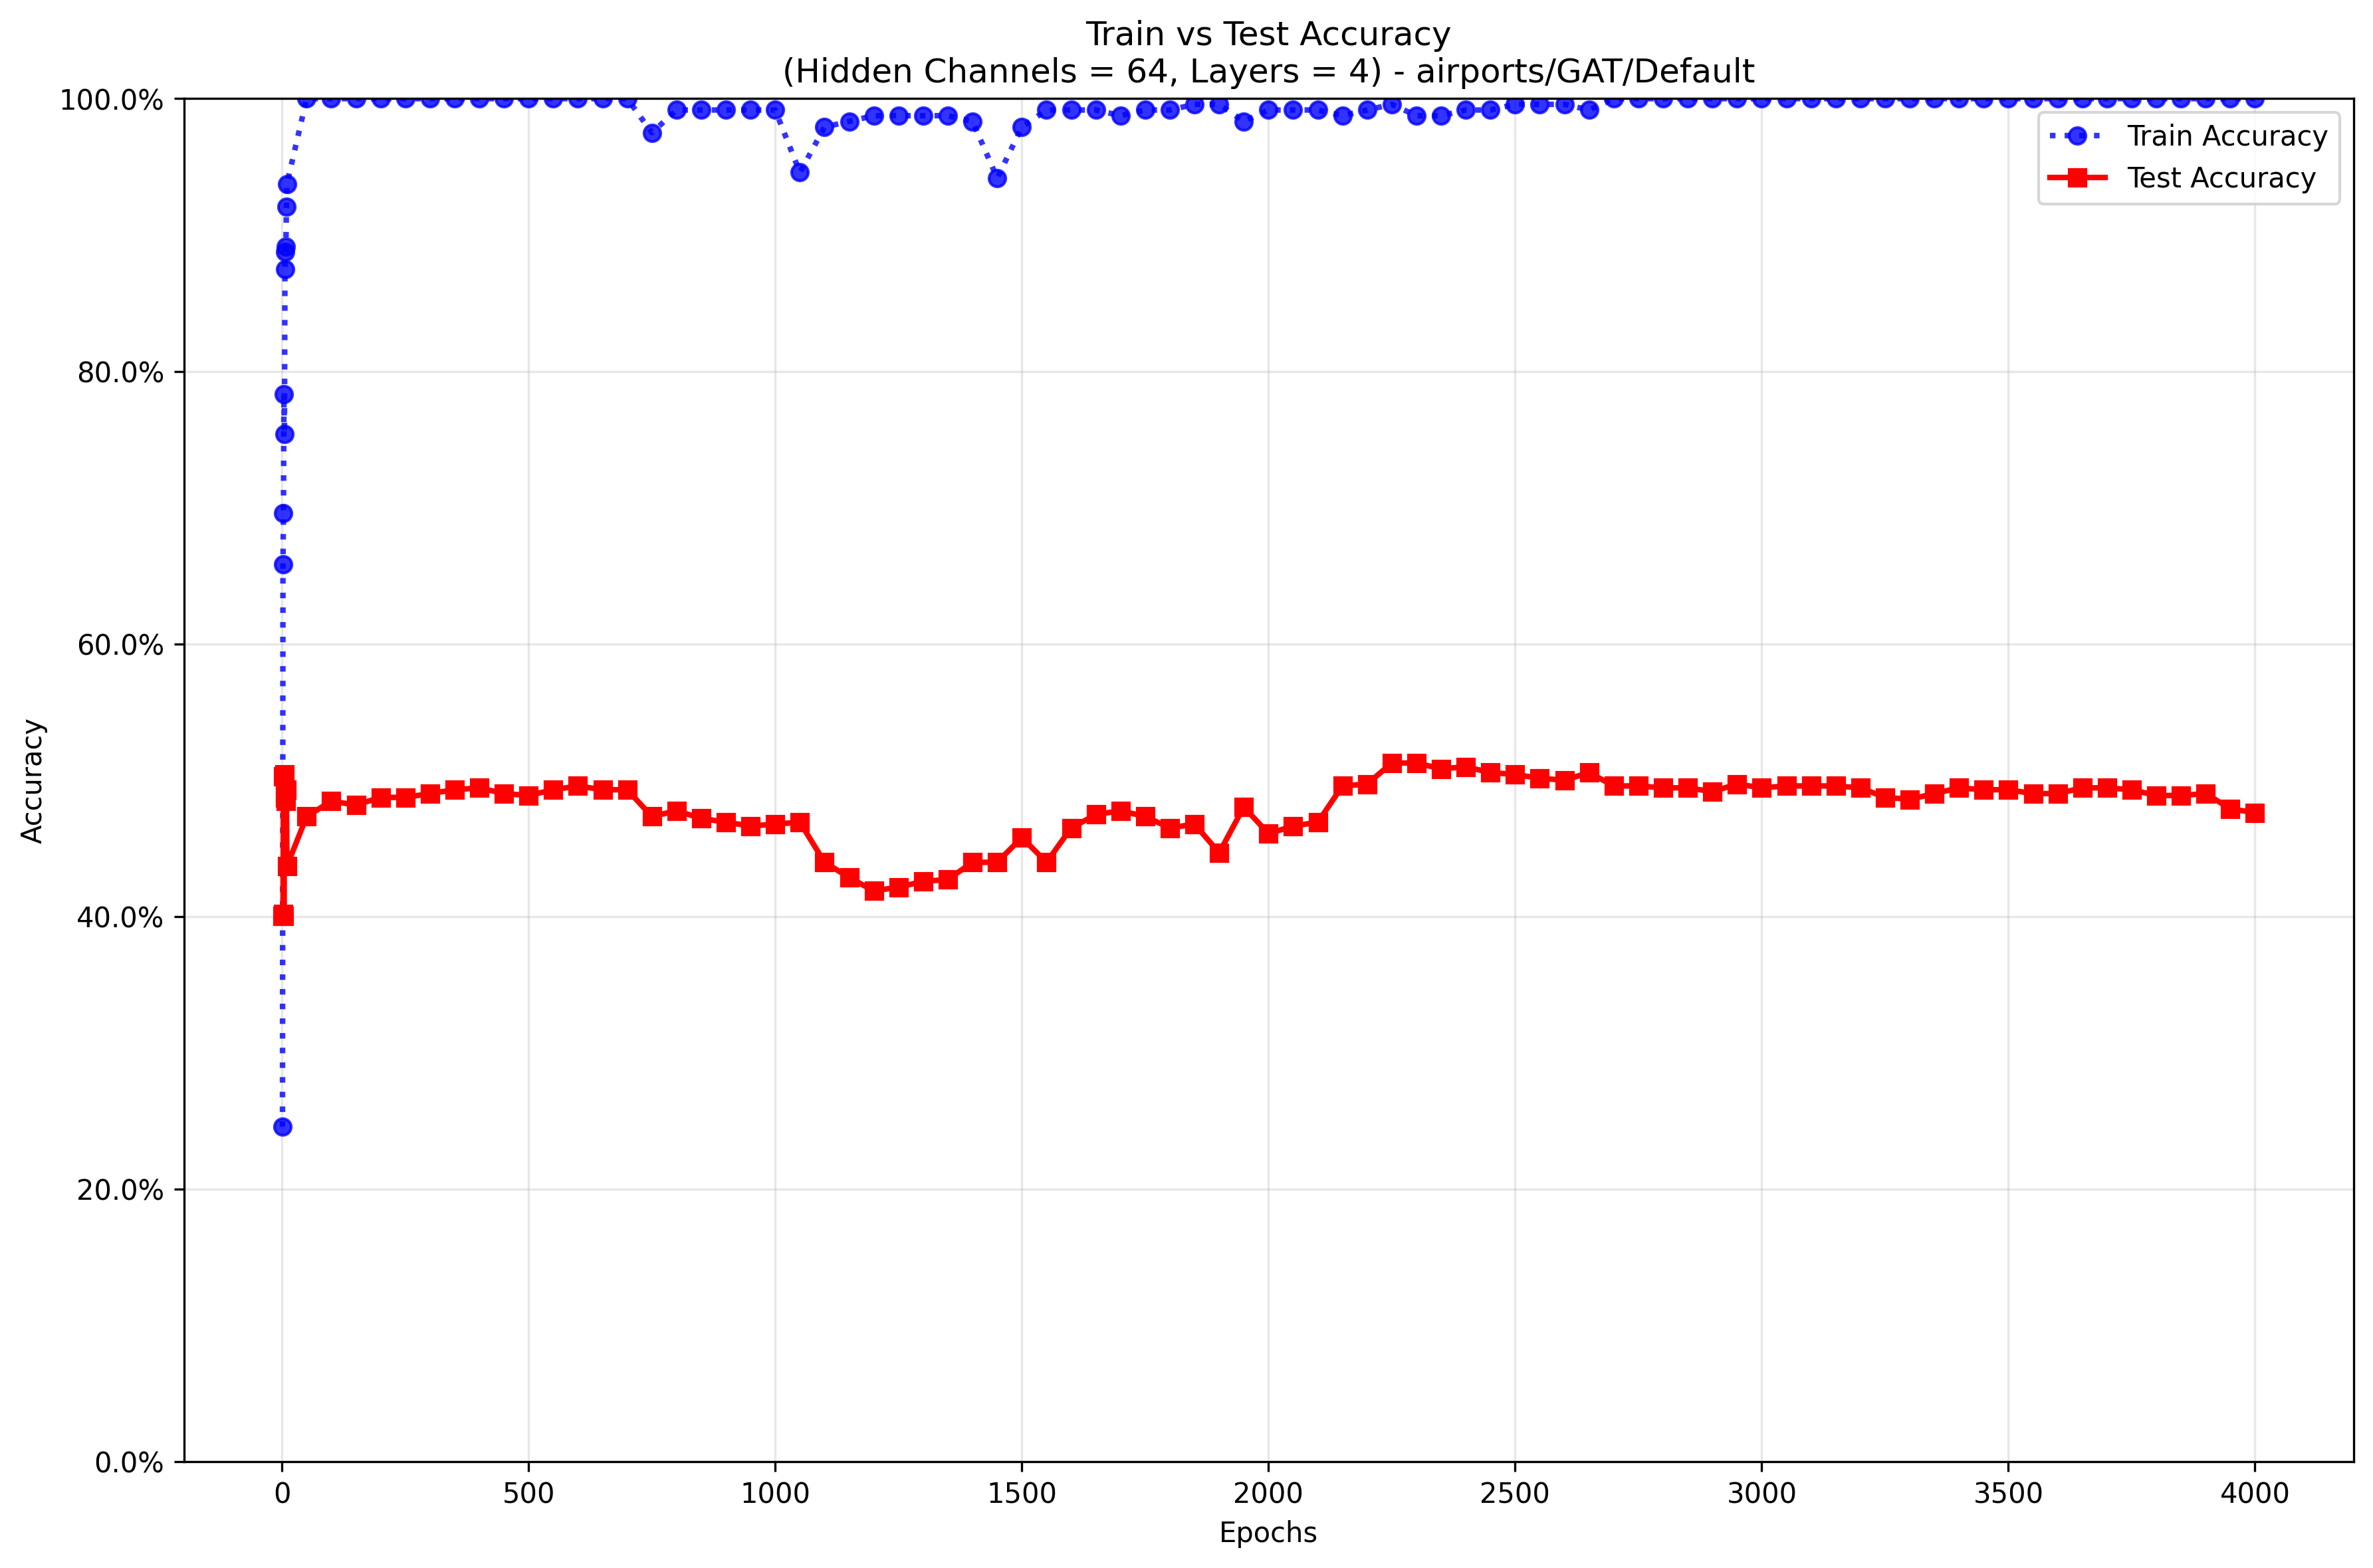 Train vs Test Accuracy
(Hidden Channels = 64, Layers = 4) - airports/GAT/Default
100.0%
80.0%
60.0%
40.0%
20.0%
0.0%
Accuracy
Train Accuracy
Test Accuracy
0
500
1000
1500
2000
2500
3000
3500
4000
Epochs